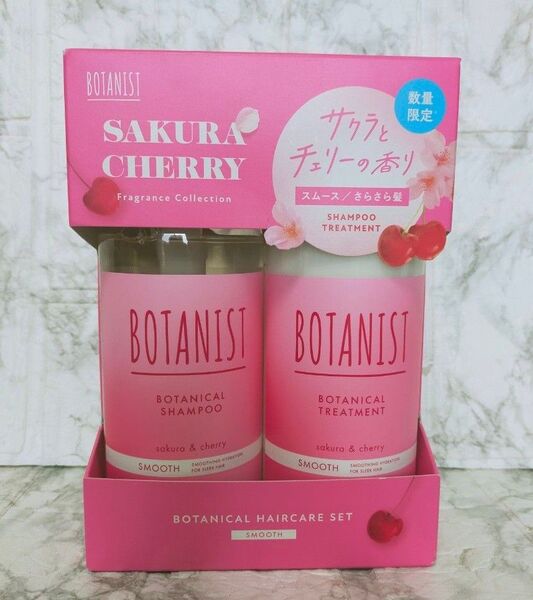 BOTANIST
SAKURA
CHERRY
Fragrance Collection
数量
限定
サクラと
チェリーの香り
スムース/さらさら髪
SHAMPOO
TREATMENT
BOTANIST
BOTANICAL
SHAMPOO
sakura & cherry
SMOOTH
SMOOTHING HYDRATION
FOR SLEEK HAIR
BOTANIST
BOTANICAL
TREATMENT
sakura & cherry
SMOOTH
SMOOTHING HYDRATION
FOR SLEEK HAIR
BOTANICAL HAIRCARE SET
SMOOTH